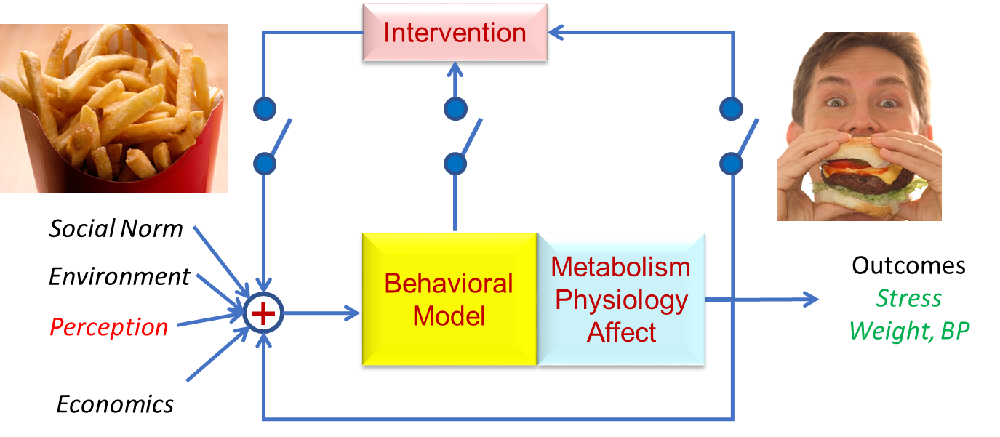 Intervention
Social Norm
Environment
Perception
Economics
+
Behavioral
Model
Metabolism
Physiology
Affect
Outcomes
Stress
Weight, BP